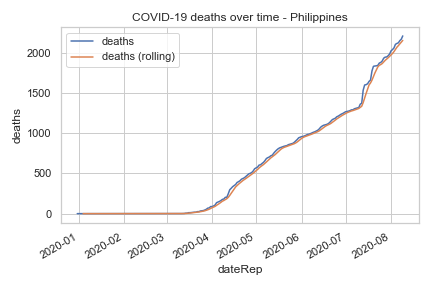 COVID-19 deaths over time - Philippines
deaths
deaths (rolling)
deaths
2000
1500
1000
500
0
2020-01
2020-02
2020-03
2020-04
2020-05
2020-06
2020-07
2020-08
dateRep